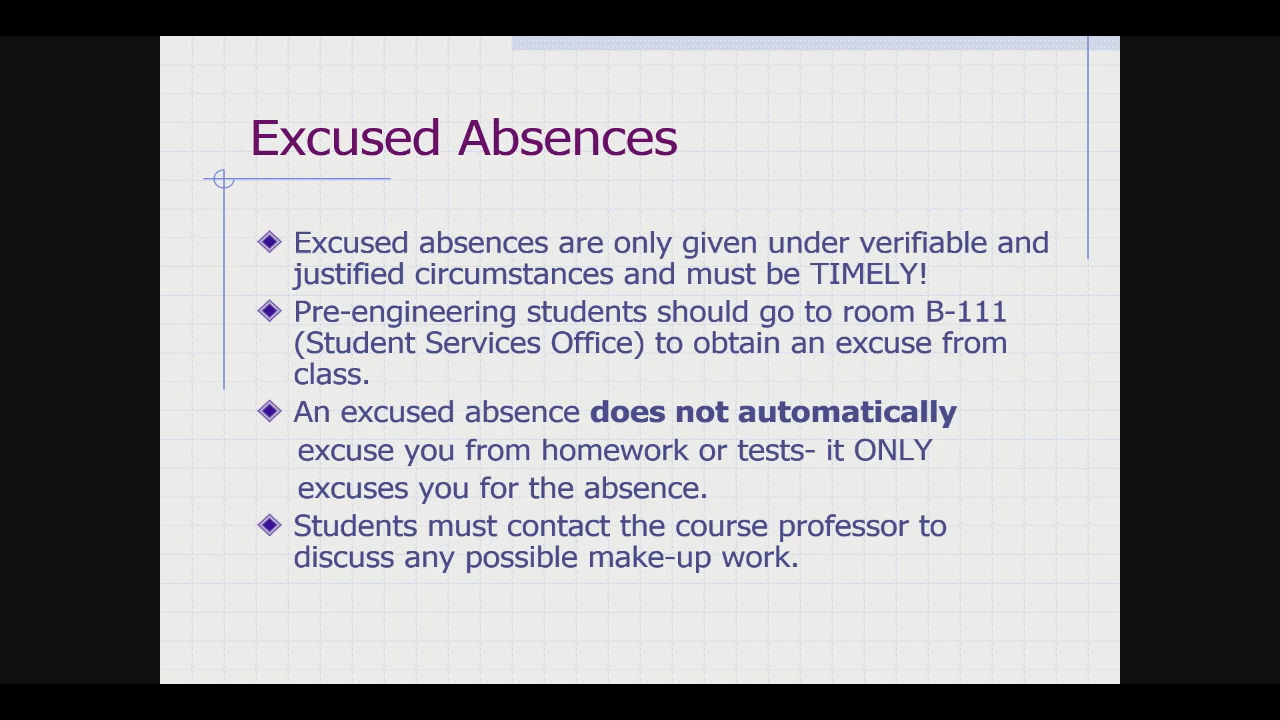 Excused Absences
Excused absences are only given under verifiable and
justified circumstances and must be TIMELY!
Pre-engineering students should go to room B-111
(Student Services Office) to obtain an excuse from
class.
An excused absence does not automatically
excuse you from homework or tests- it ONLY
excuses you for the absence.
Students must contact the course professor to
discuss any possible make-up work.